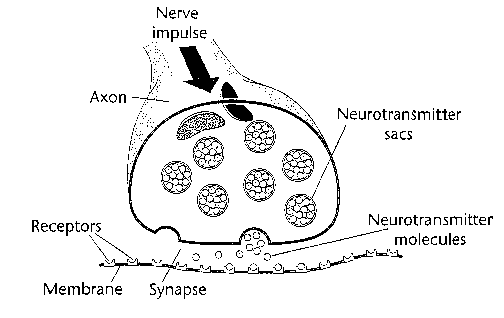 Nerve
impulse
Axon
Neurotransmitter
sacs
Receptors
Neurotransmitter
molecules
Membrane
Synapse